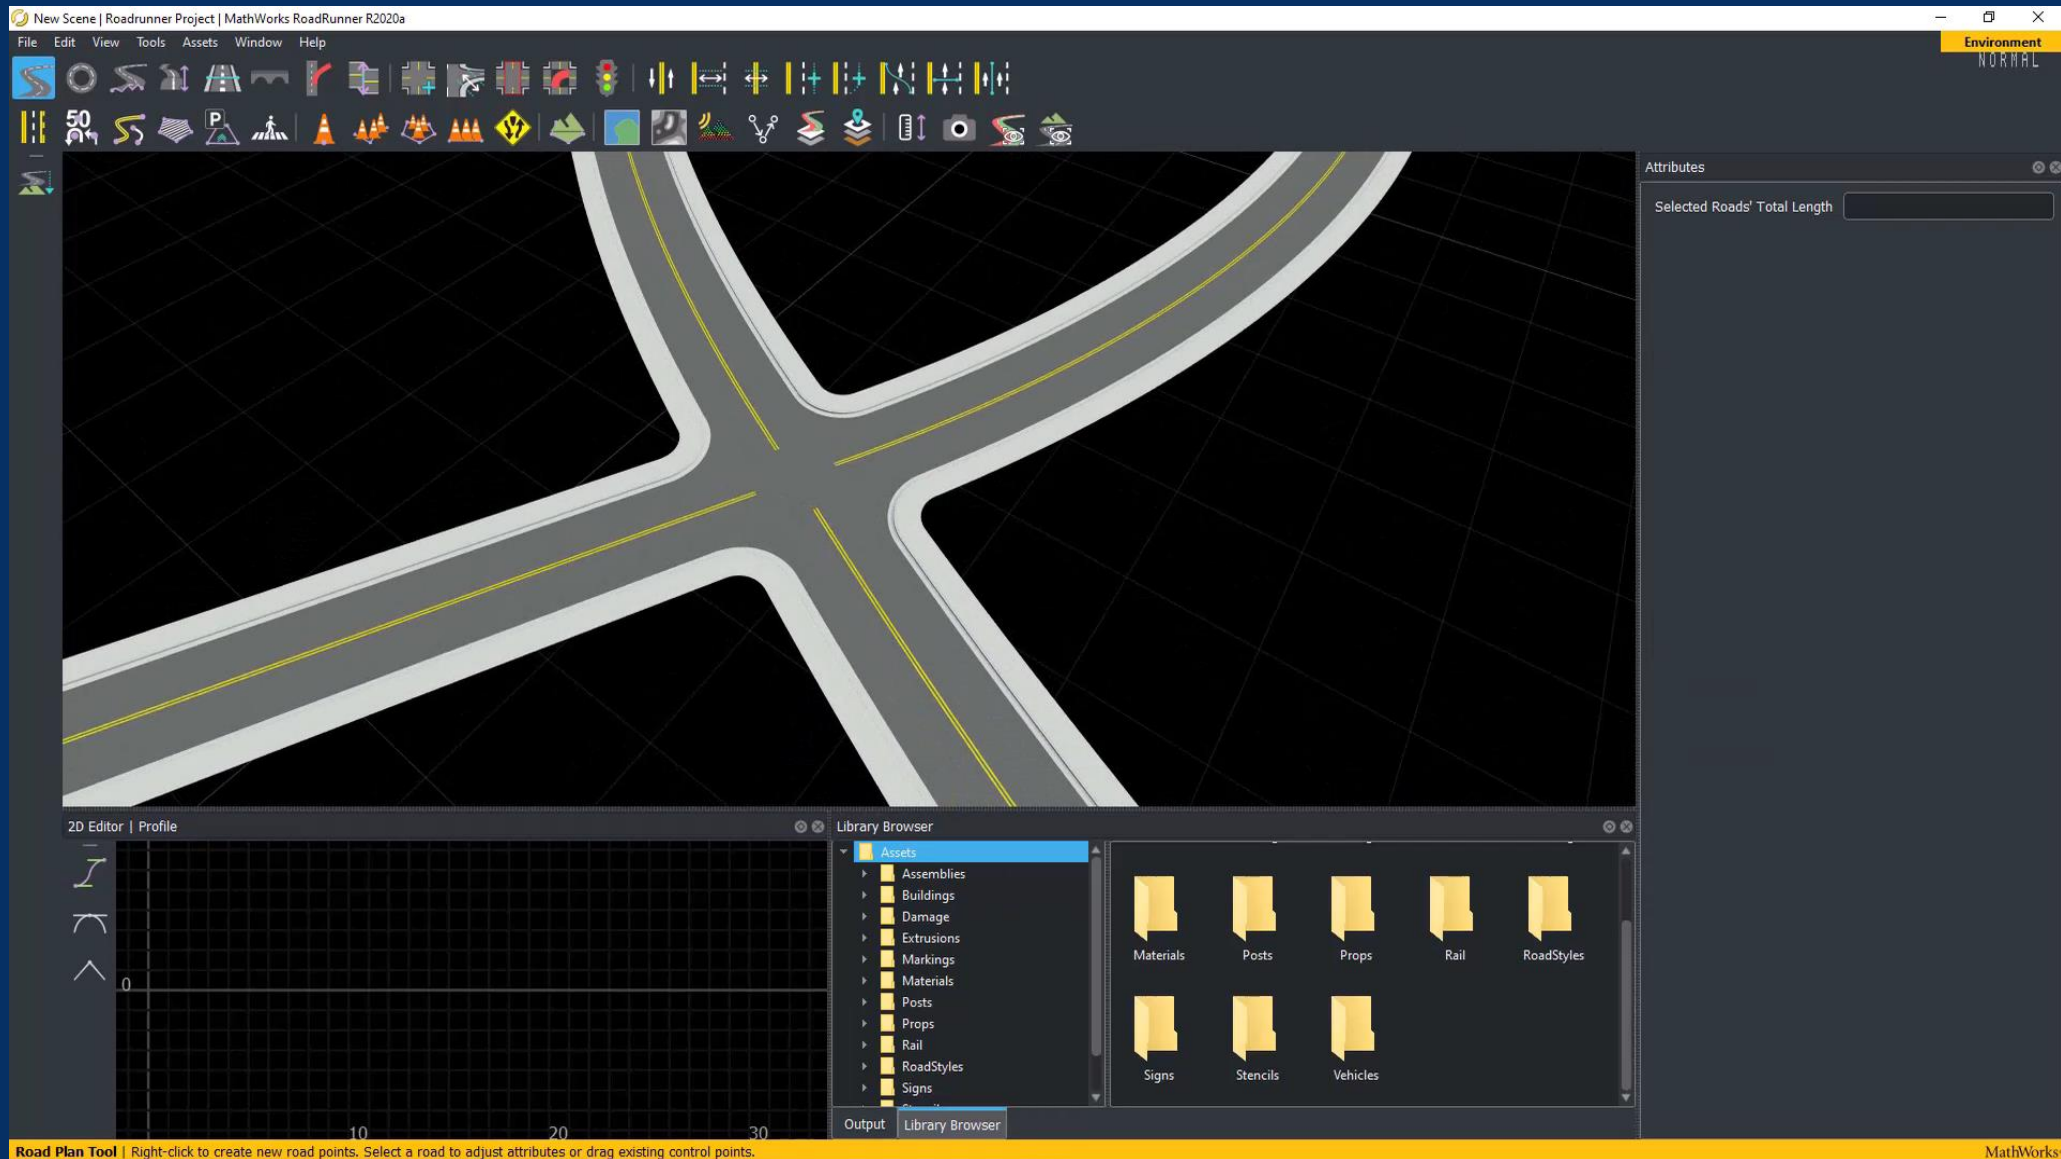 New Scene | Roadrunner Project | MathWorks RoadRunner R2020a
File Edit View Tools Assets Window Help
Environment
NORMAL
50
P
Attributes
Selected Roads' Total Length
2D Editor | Profile
0
10 20 30
Library Browser
Assets
Assemblies
Buildings
Damage
Extrusions
Markings
Materials
Posts
Props
Rail
RoadStyles
Signs
Materials Posts Props Rail RoadStyles
Signs Stencils Vehicles
Output Library Browser
Road Plan Tool | Right-click to create new road points. Select a road to adjust attributes or drag existing control points.
MathWorks